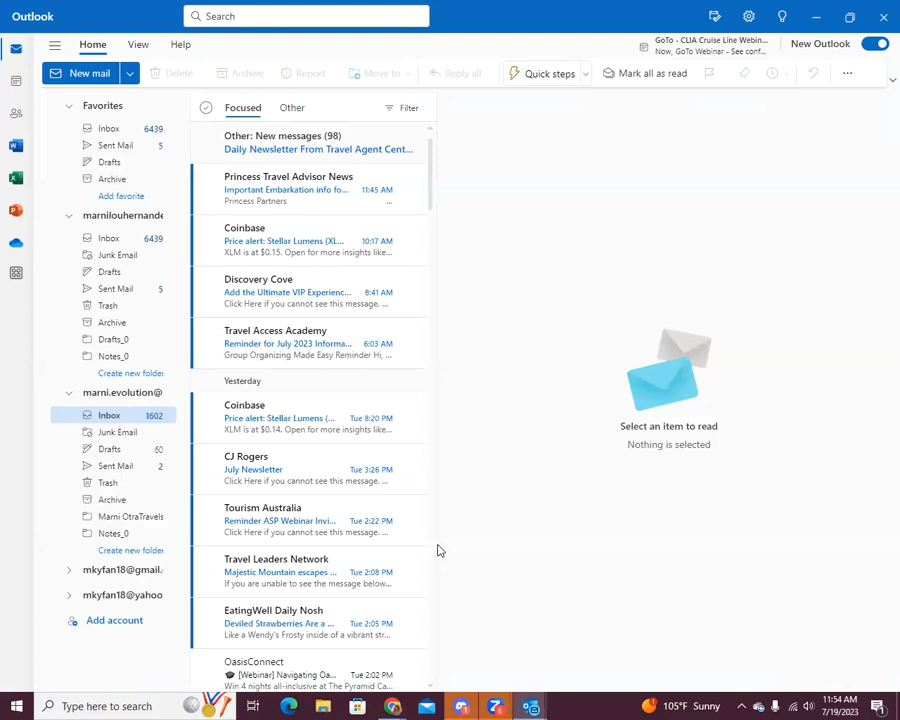 Outlook
Search
Home
View
Help
GoTo - CLIA Cruise Line Webin...
Now, GoTo Webinar - See conf...
New Outlook
New mail
Delete
Archive
Report
Move to
Reply all
Quick steps
Mark all as read
...
Favorites
Inbox 6439
Sent Mail 5
Drafts
Archive
Add favorite
marnilouhernande
Inbox 6439
Junk Email
Drafts
Sent Mail 5
Trash
Archive
Drafts_0
Notes_0
Create new folder
marni.evolution@
Inbox 1602
Junk Email
Drafts 60
Sent Mail 2
Trash
Archive
Marni OtraTravels
Notes_0
Create new folder
mkyfan18@gmail.
mkyfan18@yahoo
Add account
Focused
Other
Filter
Other: New messages (98)
Daily Newsletter From Travel Agent Cent...
Princess Travel Advisor News
Important Embarkation info fo... 11:45 AM
Princess Partners ...
Coinbase
Price alert: Stellar Lumens (XL... 10:17 AM
XLM is at $0.15. Open for more insights like...
Discovery Cove
Add the Ultimate VIP Experienc... 8:41 AM
Click Here if you cannot see this message. ...
Travel Access Academy
Reminder for July 2023 Informa... 6:03 AM
Group Organizing Made Easy Reminder Hi, ...
Yesterday
Coinbase
Price alert: Stellar Lumens (... Tue 8:20 PM
XLM is at $0.14. Open for more insights like...
CJ Rogers
July Newsletter Tue 3:26 PM
Click Here if you cannot see this message. ...
Tourism Australia
Reminder ASP Webinar Invi... Tue 2:22 PM
Click Here if you cannot see this message. ...
Travel Leaders Network
Majestic Mountain escapes ... Tue 2:08 PM
If you are unable to see the message below...
EatingWell Daily Nosh
Deviled Strawberries Are a ... Tue 2:05 PM
Like a Wendy's Frosty inside of a vibrant str...
OasisConnect
[Webinar] Navigating Oa... Tue 2:02 PM
Win 4 nights all-inclusive at The Pyramid Ca...
Select an item to read
Nothing is selected
Type here to search
105°F Sunny
11:54 AM
7/19/2023